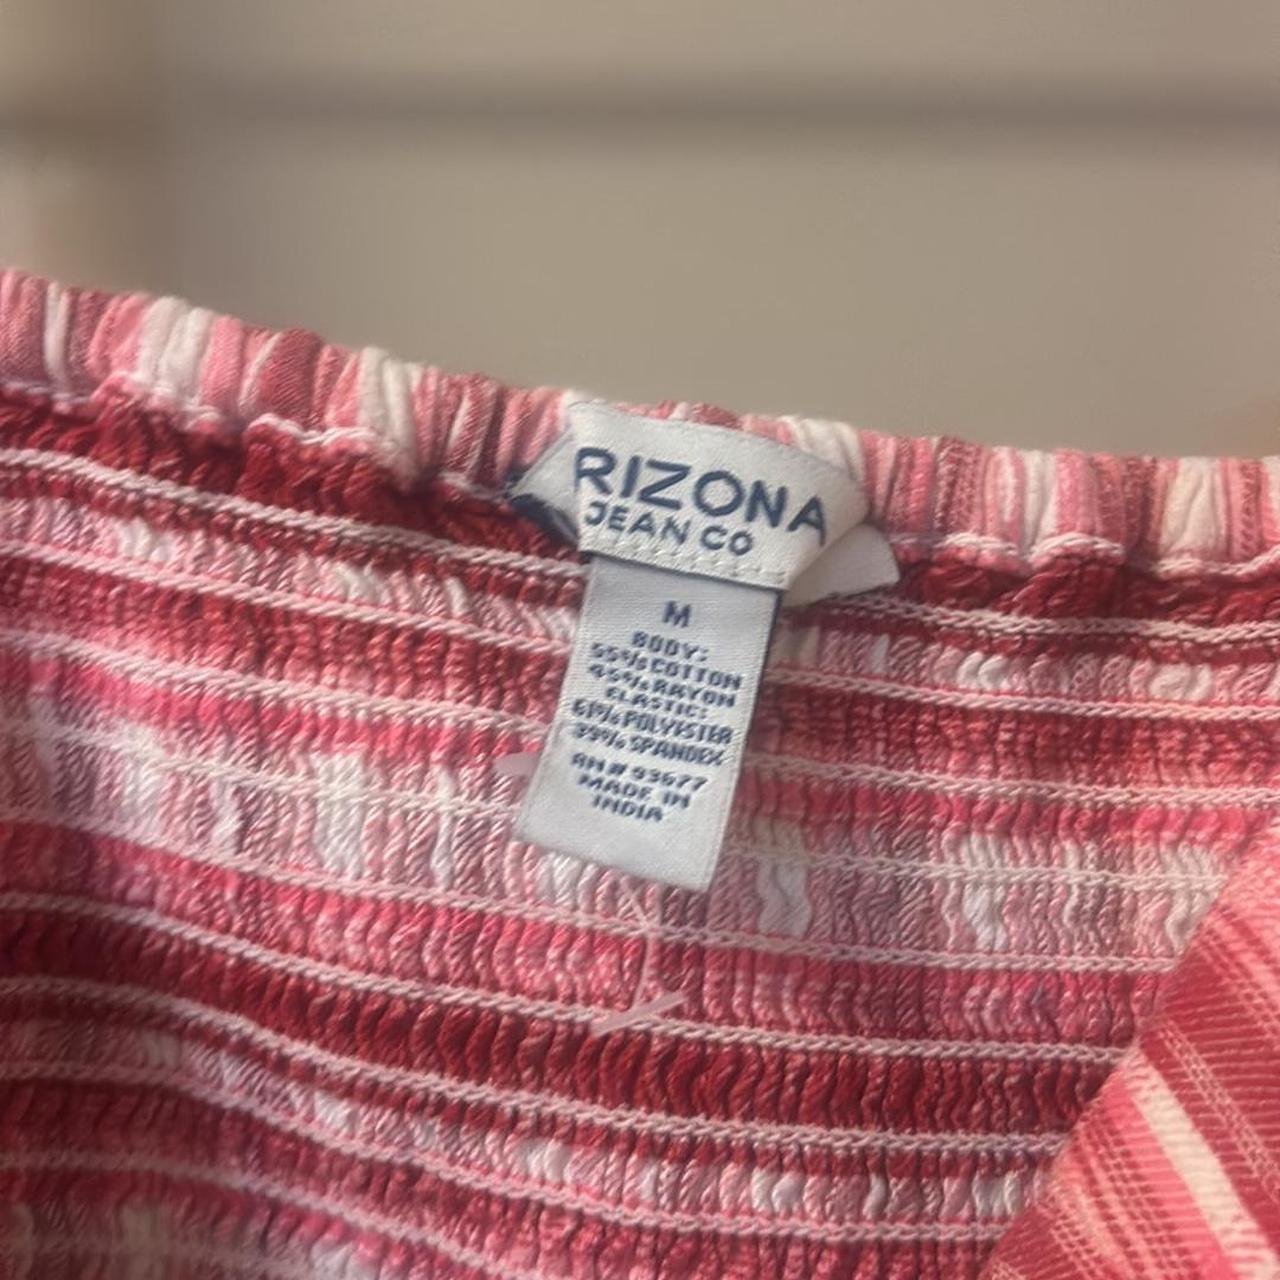 RIZONA
JEAN CO
M
BODY:
55% COTTON
45% RAYON
ELASTIC:
61% POLYESTER
39% SPANDEX
RN# 93677
MADE IN
INDIA